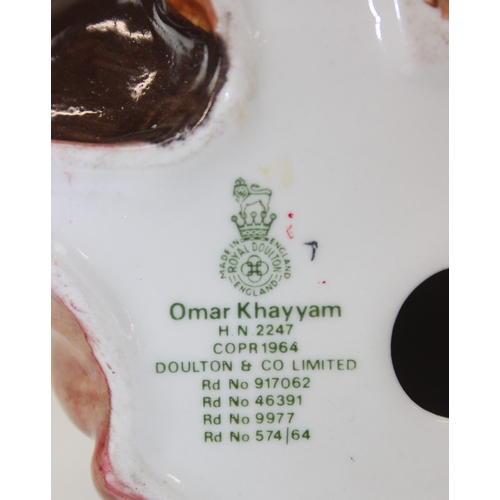 MADE IN ENGLAND
ROYAL DOULTON
ENGLAND
Omar Khayyam
H.N. 2247
COPR 1964
DOULTON & CO LIMITED
Rd No 917062
Rd No 46391
Rd No 9977
Rd No 574/64